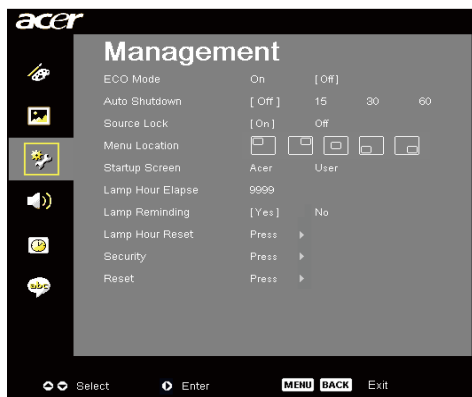 acer
Management
ECO Mode On [ Off ]
Auto Shutdown [ Off ] 15 30 60
Source Lock [ On ] Off
Menu Location
Startup Screen Acer User
Lamp Hour Elapse 9999
Lamp Reminding [ Yes ] No
Lamp Hour Reset Press
Security Press
Reset Press
abc
Select Enter MENU BACK Exit